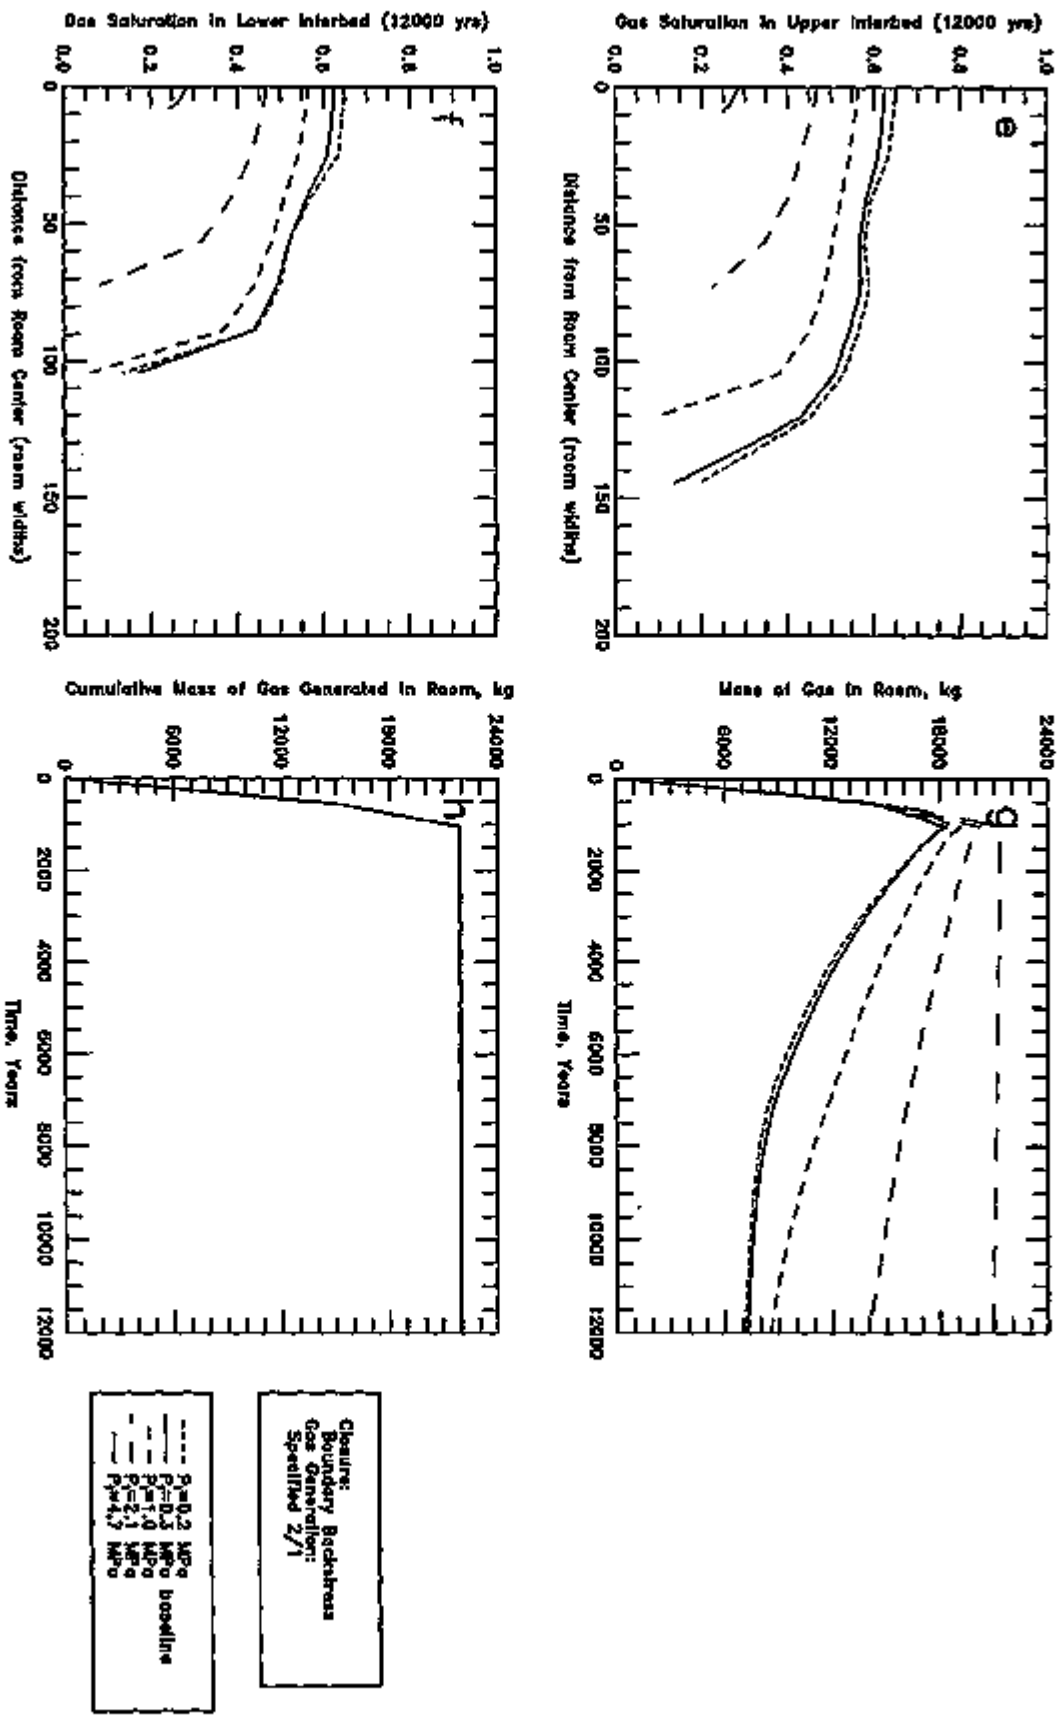 Gas Saturation in Upper Interbed (12000 yrs)
1.0
0.8
0.6
0.4
0.2
0.0
e
0
50
100
150
200
Distance from Room Center (room widths)
Mass of Gas in Room, kg
24000
18000
12000
6000
0
g
0
2000
4000
6000
8000
10000
12000
Time, Years
Gas Saturation in Lower Interbed (12000 yrs)
1.0
0.8
0.6
0.4
0.2
0.0
f
0
50
100
150
200
Distance from Room Center (room widths)
Cumulative Mass of Gas Generated in Room, kg
24000
18000
12000
6000
0
h
0
2000
4000
6000
8000
10000
12000
Time, Years
Closure:
Boundary Backstress
Gas Generation:
Specified 2/1
Pt=0.2 MPa
Pt=0.3 MPa baseline
Pt=1.0 MPa
Pt=2.1 MPa
Pt=4.7 MPa